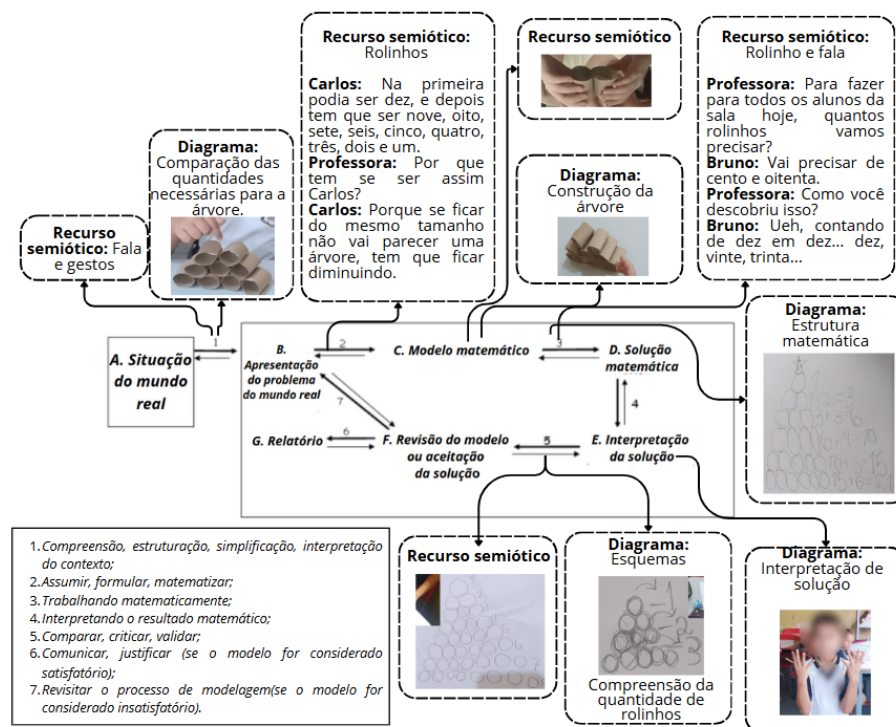 Recurso semiótico:
Rolinhos
Carlos: Na primeira
podia ser dez, e depois
tem que ser nove, oito,
sete, seis, cinco, quatro,
três, dois e um.
Professora: Por que
tem se ser assim
Carlos?
Carlos: Porque se ficar
do mesmo tamanho
não vai parecer uma
árvore, tem que ficar
diminuindo.
Recurso semiótico
Recurso semiótico:
Rolinho e fala
Professora: Para fazer
para todos os alunos da
sala hoje, quantos
rolinhos vamos
precisar?
Bruno: Vai precisar de
cento e oitenta.
Professora: Como você
descobriu isso?
Bruno: Ueh, contando
de dez em dez... dez,
vinte, trinta...
Diagrama:
Comparação das
quantidades
necessárias para a
árvore.
Diagrama:
Construção da
árvore
Recurso
semiótico: Fala
e gestos
Diagrama:
Estrutura
matemática
A. Situação
do mundo
real
1
B.
Apresentação
do problema
do mundo real
2
C. Modelo matemático
3
D. Solução
matemática
7
4
G. Relatório
6
F. Revisão do modelo
ou aceitação
da solução
5
E. Interpretação
da solução
1. Compreensão, estruturação, simplificação, interpretação
do contexto;
2. Assumir, formular, matematizar;
3. Trabalhando matematicamente;
4. Interpretando o resultado matemático;
5. Comparar, criticar, validar;
6. Comunicar, justificar (se o modelo for considerado
satisfatório);
7. Revisitar o processo de modelagem(se o modelo for
considerado insatisfatório).
Recurso semiótico
Diagrama:
Esquemas
Compreensão da
quantidade de
rolinhos
Diagrama:
Interpretação de
solução